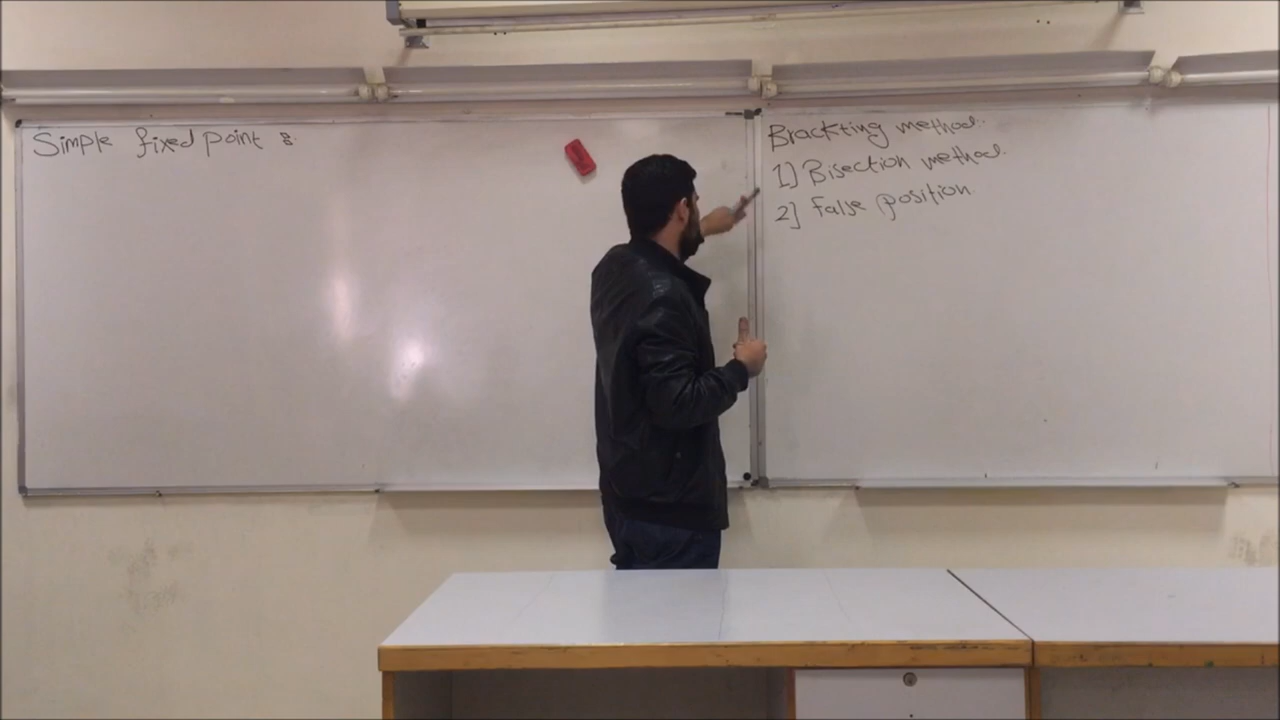 Simple fixed point :
Brackting method.
1] Bisection method.
2] False position.